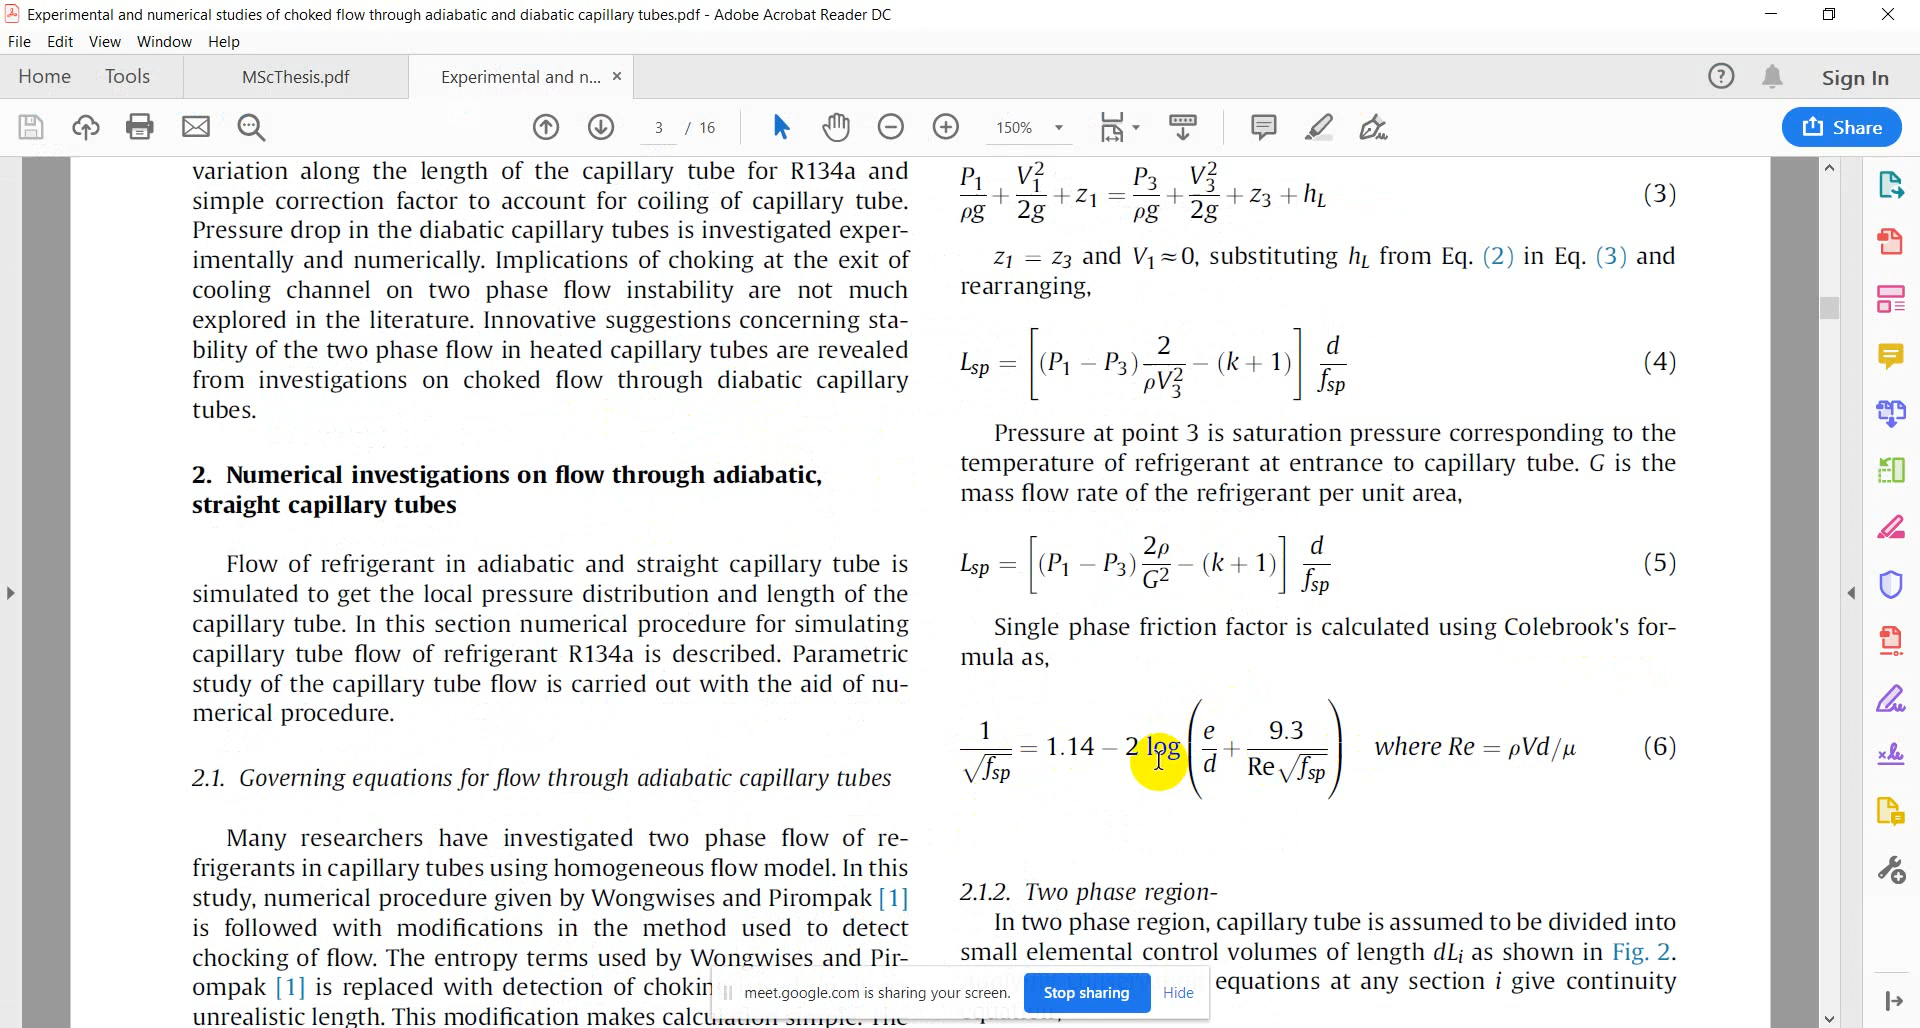 Experimental and numerical studies of choked flow through adiabatic and diabatic capillary tubes.pdf - Adobe Acrobat Reader DC
File Edit View Window Help
Home Tools MScThesis.pdf Experimental and n... ×
Sign In
3 / 16 150% Share
variation along the length of the capillary tube for R134a and
simple correction factor to account for coiling of capillary tube.
Pressure drop in the diabatic capillary tubes is investigated exper-
imentally and numerically. Implications of choking at the exit of
cooling channel on two phase flow instability are not much
explored in the literature. Innovative suggestions concerning sta-
bility of the two phase flow in heated capillary tubes are revealed
from investigations on choked flow through diabatic capillary
tubes.
2. Numerical investigations on flow through adiabatic,
straight capillary tubes
Flow of refrigerant in adiabatic and straight capillary tube is
simulated to get the local pressure distribution and length of the
capillary tube. In this section numerical procedure for simulating
capillary tube flow of refrigerant R134a is described. Parametric
study of the capillary tube flow is carried out with the aid of nu-
merical procedure.
2.1. Governing equations for flow through adiabatic capillary tubes
Many researchers have investigated two phase flow of re-
frigerants in capillary tubes using homogeneous flow model. In this
study, numerical procedure given by Wongwises and Pirompak [1]
is followed with modifications in the method used to detect
chocking of flow. The entropy terms used by Wongwises and Pir-
ompak [1] is replaced with detection of chokin
unrealistic length. This modification makes calculation simple. The
P₁/ρg + V₁²/2g + z₁ = P₃/ρg + V₃²/2g + z₃ + h_L (3)
z₁ = z₃ and V₁≈0, substituting h_L from Eq. (2) in Eq. (3) and
rearranging,
L_sp = [(P₁ − P₃) 2/ρV₃² − (k + 1)] d/f_sp (4)
Pressure at point 3 is saturation pressure corresponding to the
temperature of refrigerant at entrance to capillary tube. G is the
mass flow rate of the refrigerant per unit area,
L_sp = [(P₁ − P₃) 2ρ/G² − (k + 1)] d/f_sp (5)
Single phase friction factor is calculated using Colebrook's for-
mula as,
1/√f_sp = 1.14 − 2 log(e/d + 9.3/Re√f_sp) where Re = ρVd/μ (6)
2.1.2. Two phase region-
In two phase region, capillary tube is assumed to be divided into
small elemental control volumes of length dLᵢ as shown in Fig. 2.
equations at any section i give continuity
meet.google.com is sharing your screen. Stop sharing Hide